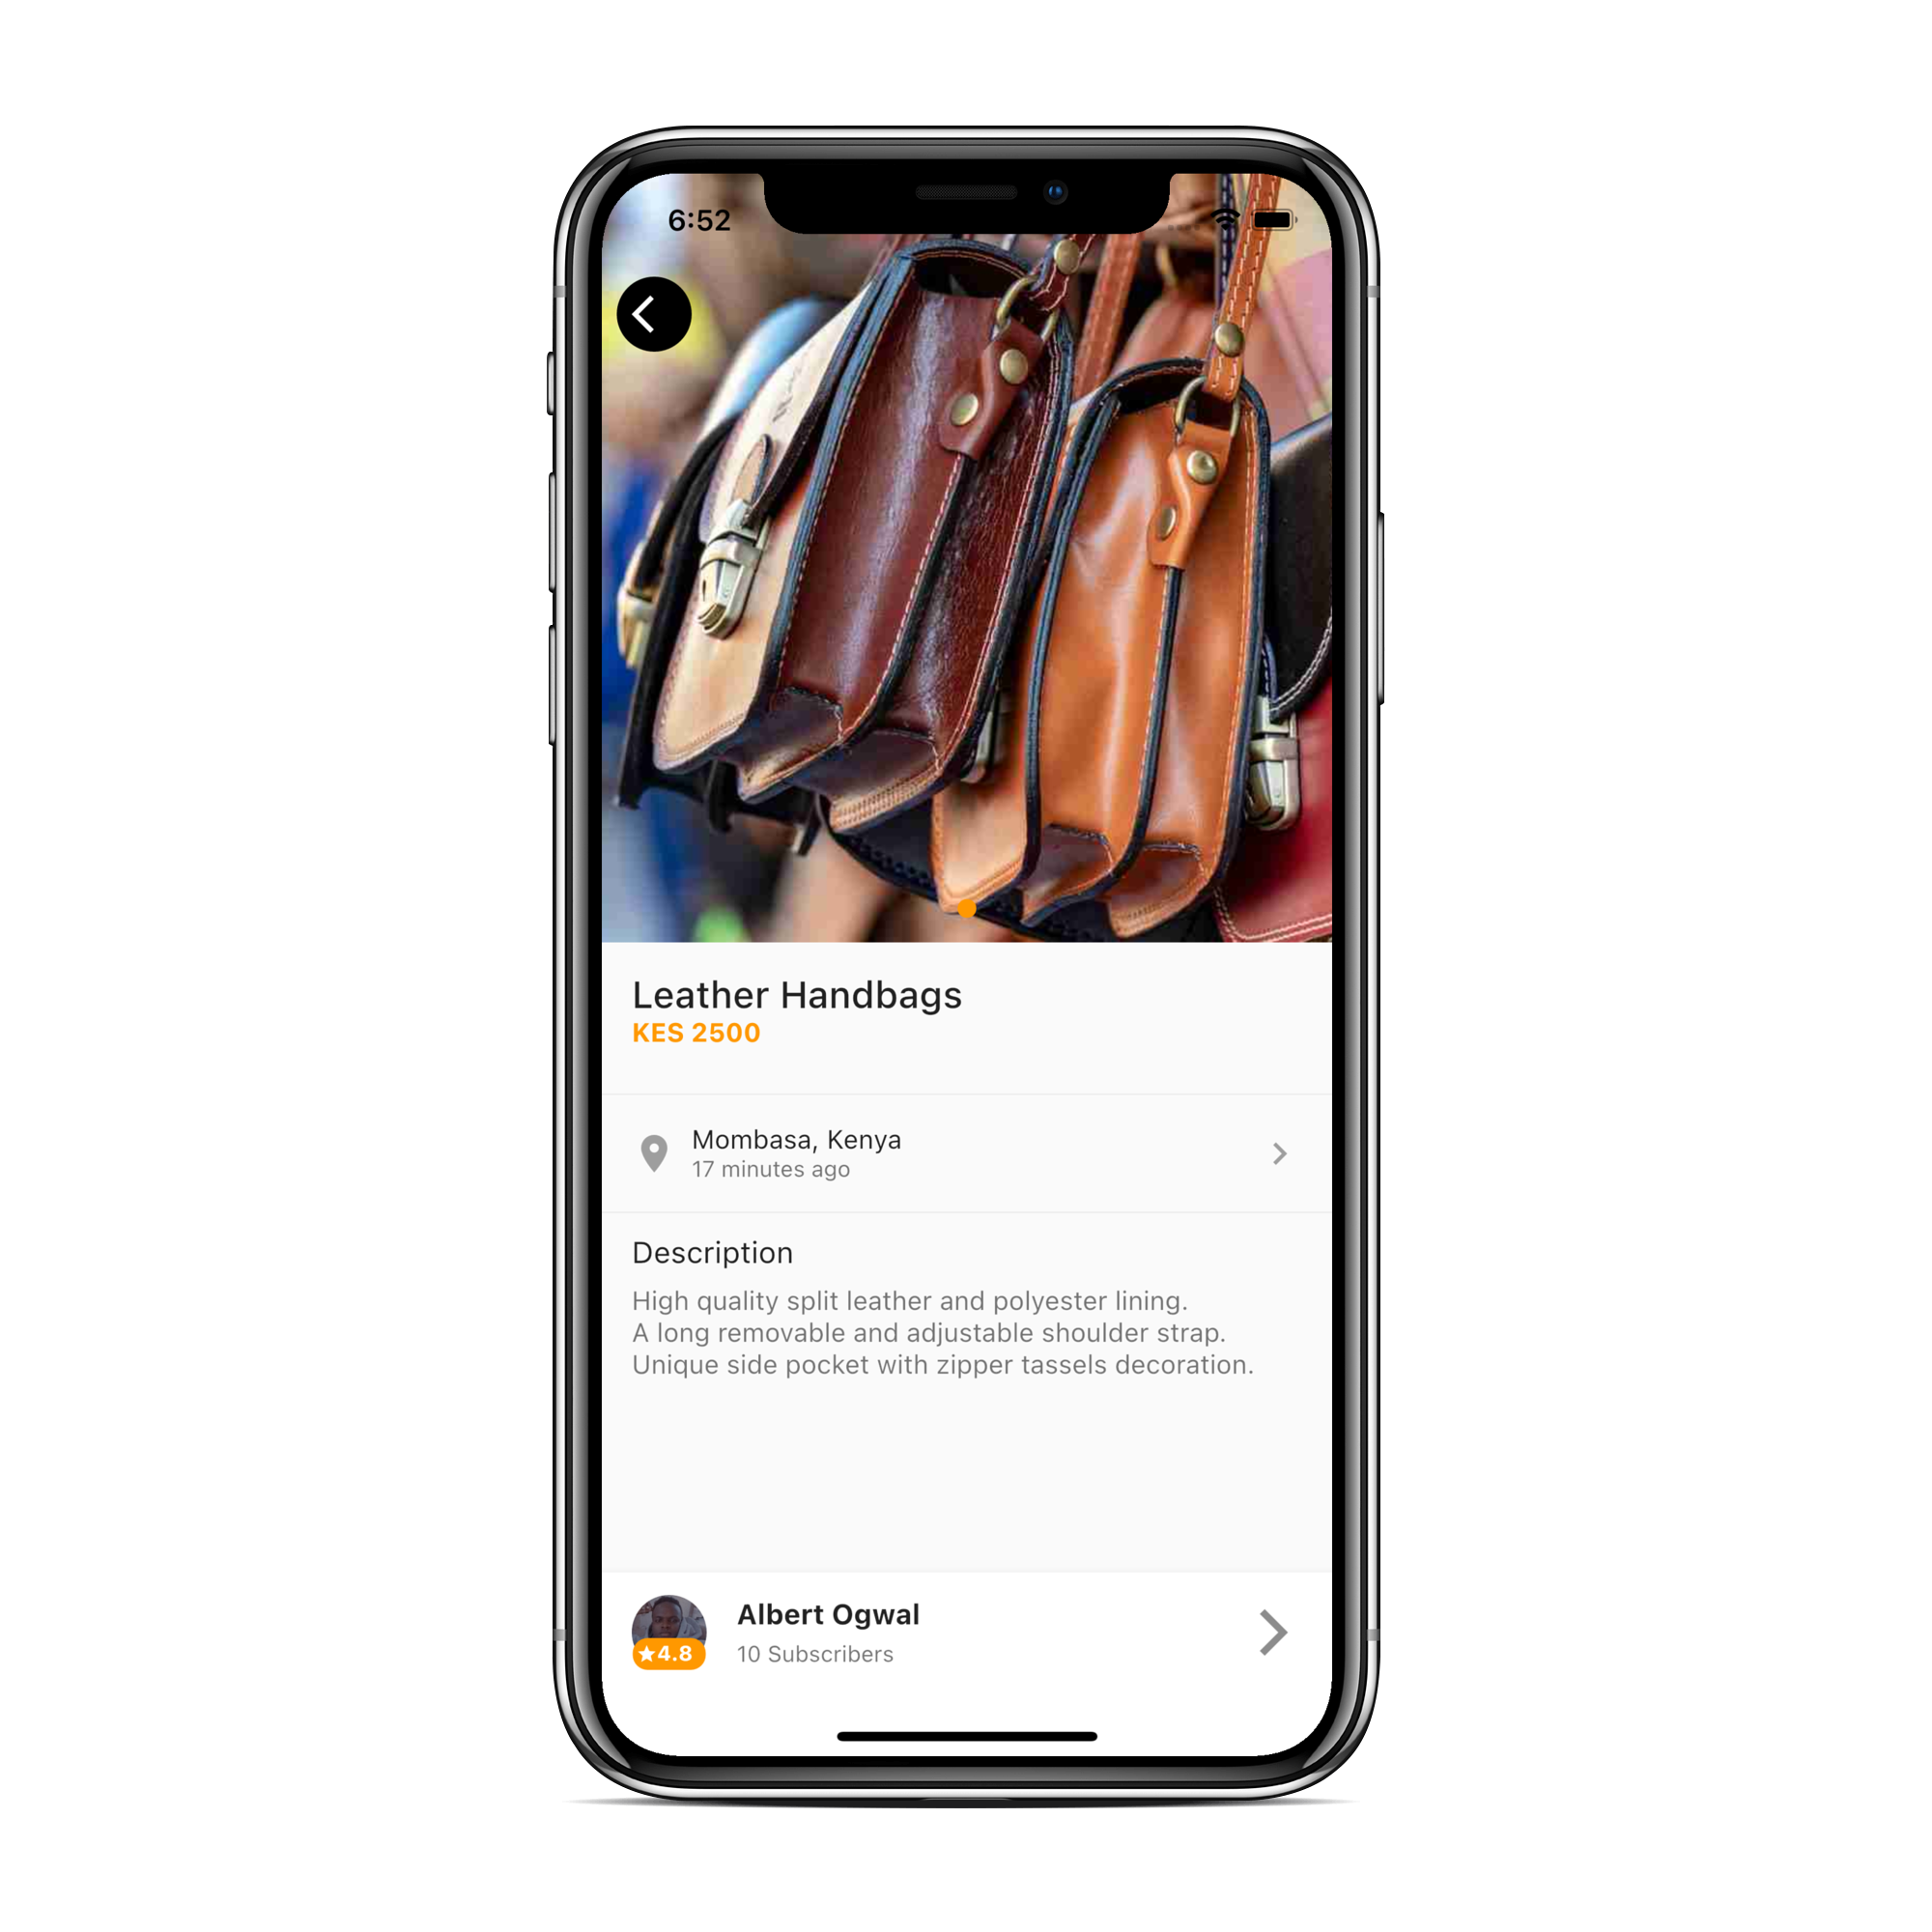 6:52
Leather Handbags
KES 2500
Mombasa, Kenya
17 minutes ago
Description
High quality split leather and polyester lining.
A long removable and adjustable shoulder strap.
Unique side pocket with zipper tassels decoration.
Albert Ogwal
★4.8
10 Subscribers